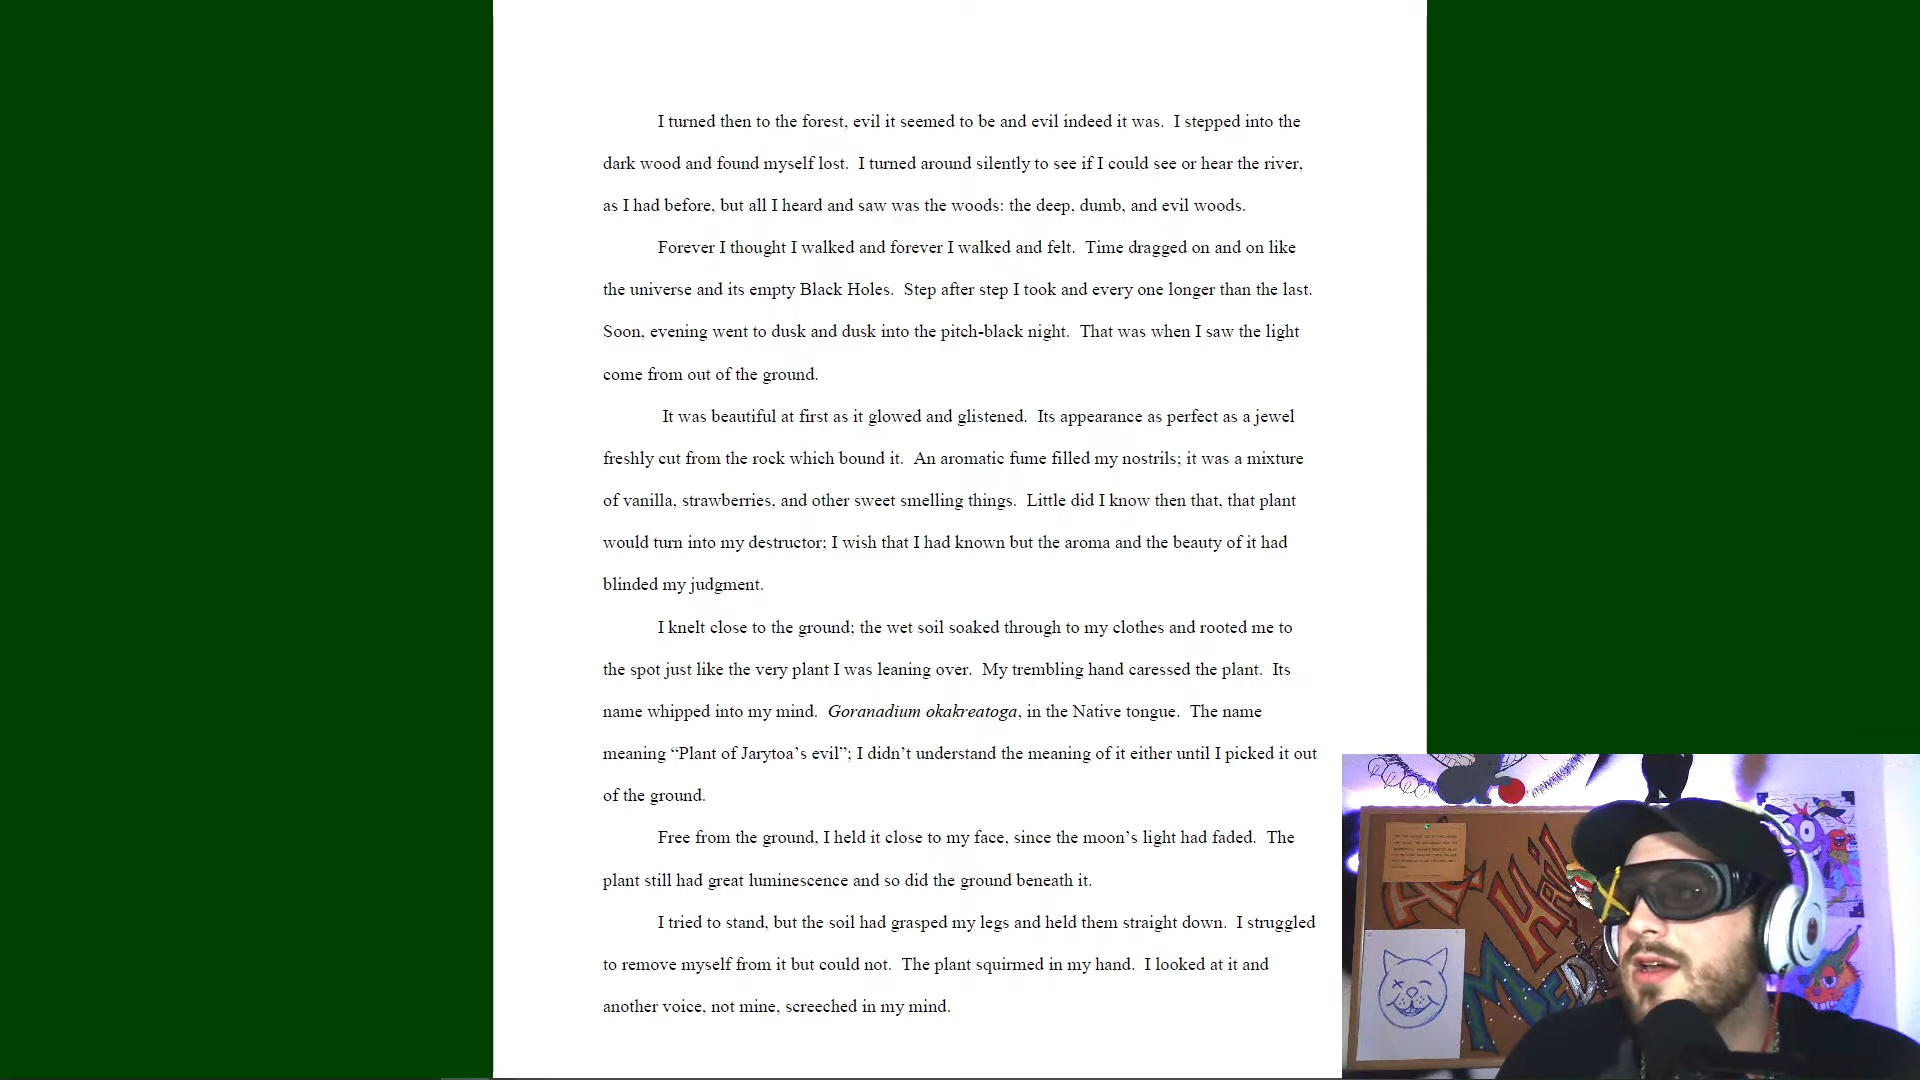 I turned then to the forest, evil it seemed to be and evil indeed it was.  I stepped into the
dark wood and found myself lost.  I turned around silently to see if I could see or hear the river,
as I had before, but all I heard and saw was the woods: the deep, dumb, and evil woods.
Forever I thought I walked and forever I walked and felt.  Time dragged on and on like
the universe and its empty Black Holes.  Step after step I took and every one longer than the last.
Soon, evening went to dusk and dusk into the pitch-black night.  That was when I saw the light
come from out of the ground.
It was beautiful at first as it glowed and glistened.  Its appearance as perfect as a jewel
freshly cut from the rock which bound it.  An aromatic fume filled my nostrils; it was a mixture
of vanilla, strawberries, and other sweet smelling things.  Little did I know then that, that plant
would turn into my destructor; I wish that I had known but the aroma and the beauty of it had
blinded my judgment.
I knelt close to the ground; the wet soil soaked through to my clothes and rooted me to
the spot just like the very plant I was leaning over.  My trembling hand caressed the plant.  Its
name whipped into my mind.  Goranadium okakreatoga, in the Native tongue.  The name
meaning “Plant of Jarytoa’s evil”; I didn’t understand the meaning of it either until I picked it out
of the ground.
Free from the ground, I held it close to my face, since the moon’s light had faded.  The
plant still had great luminescence and so did the ground beneath it.
I tried to stand, but the soil had grasped my legs and held them straight down.  I struggled
to remove myself from it but could not.  The plant squirmed in my hand.  I looked at it and
another voice, not mine, screeched in my mind.